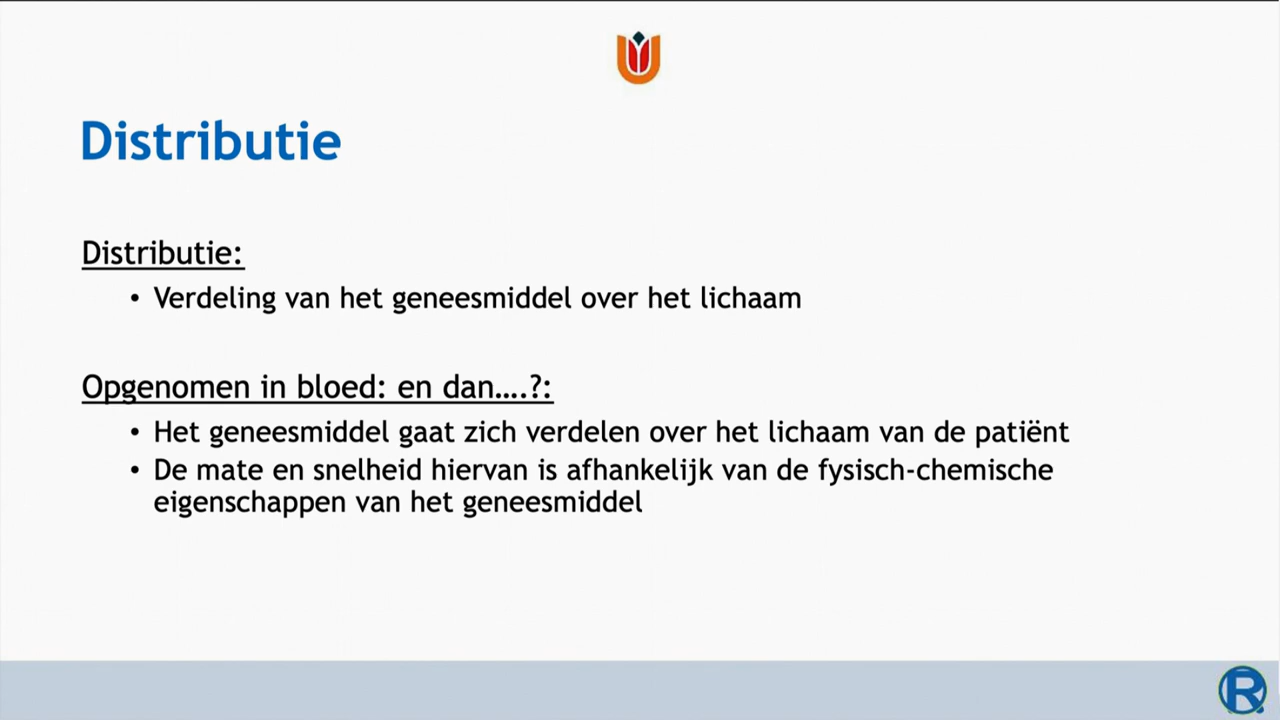 Distributie
Distributie:
• Verdeling van het geneesmiddel over het lichaam
Opgenomen in bloed: en dan….?:
• Het geneesmiddel gaat zich verdelen over het lichaam van de patiënt
• De mate en snelheid hiervan is afhankelijk van de fysisch-chemische
eigenschappen van het geneesmiddel
R